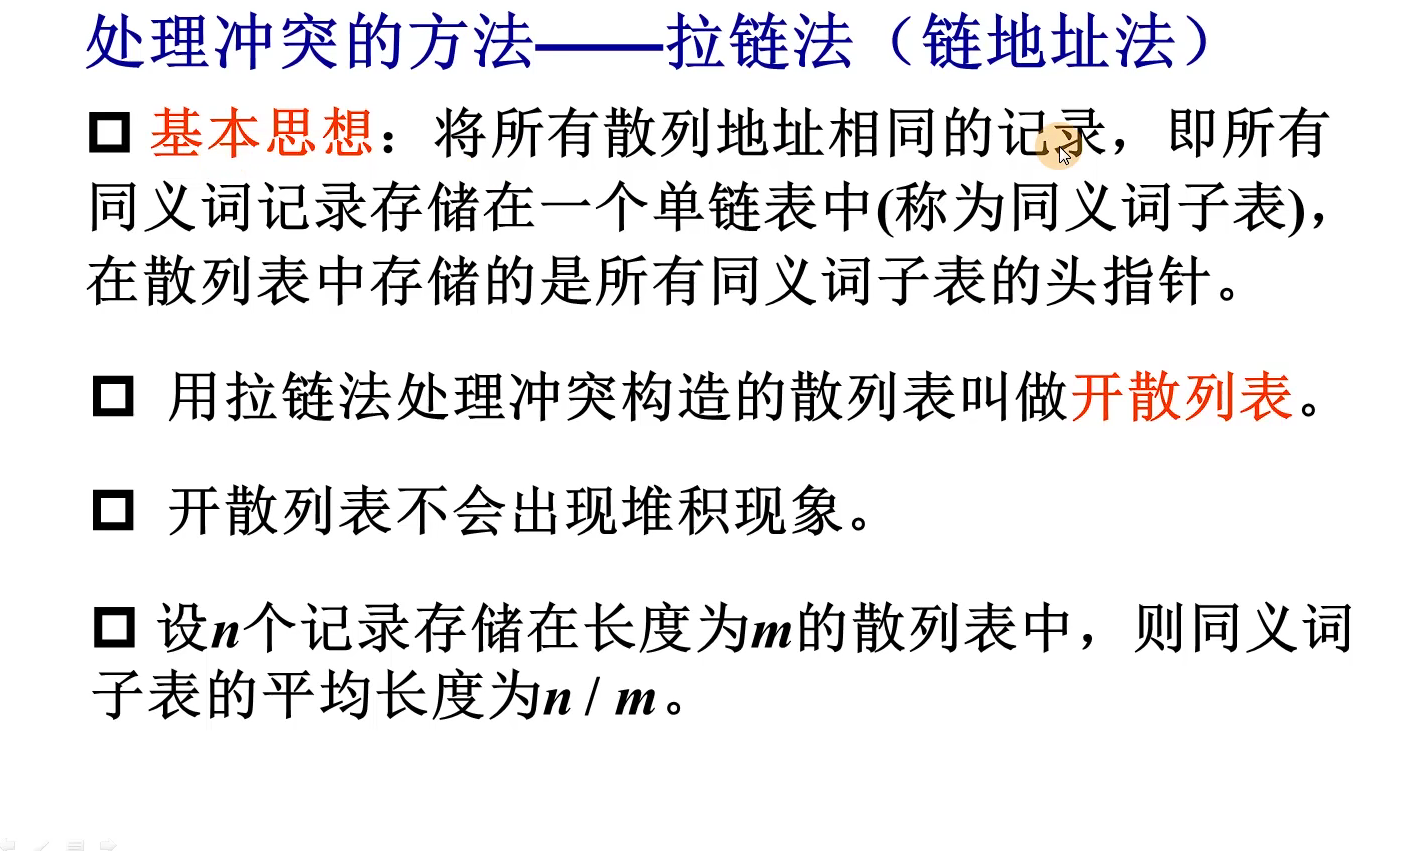 处理冲突的方法——拉链法（链地址法）
基本思想：将所有散列地址相同的记录，即所有
同义词记录存储在一个单链表中(称为同义词子表)，
在散列表中存储的是所有同义词子表的头指针。
用拉链法处理冲突构造的散列表叫做开散列表。
开散列表不会出现堆积现象。
设n个记录存储在长度为m的散列表中，则同义词
子表的平均长度为n / m。